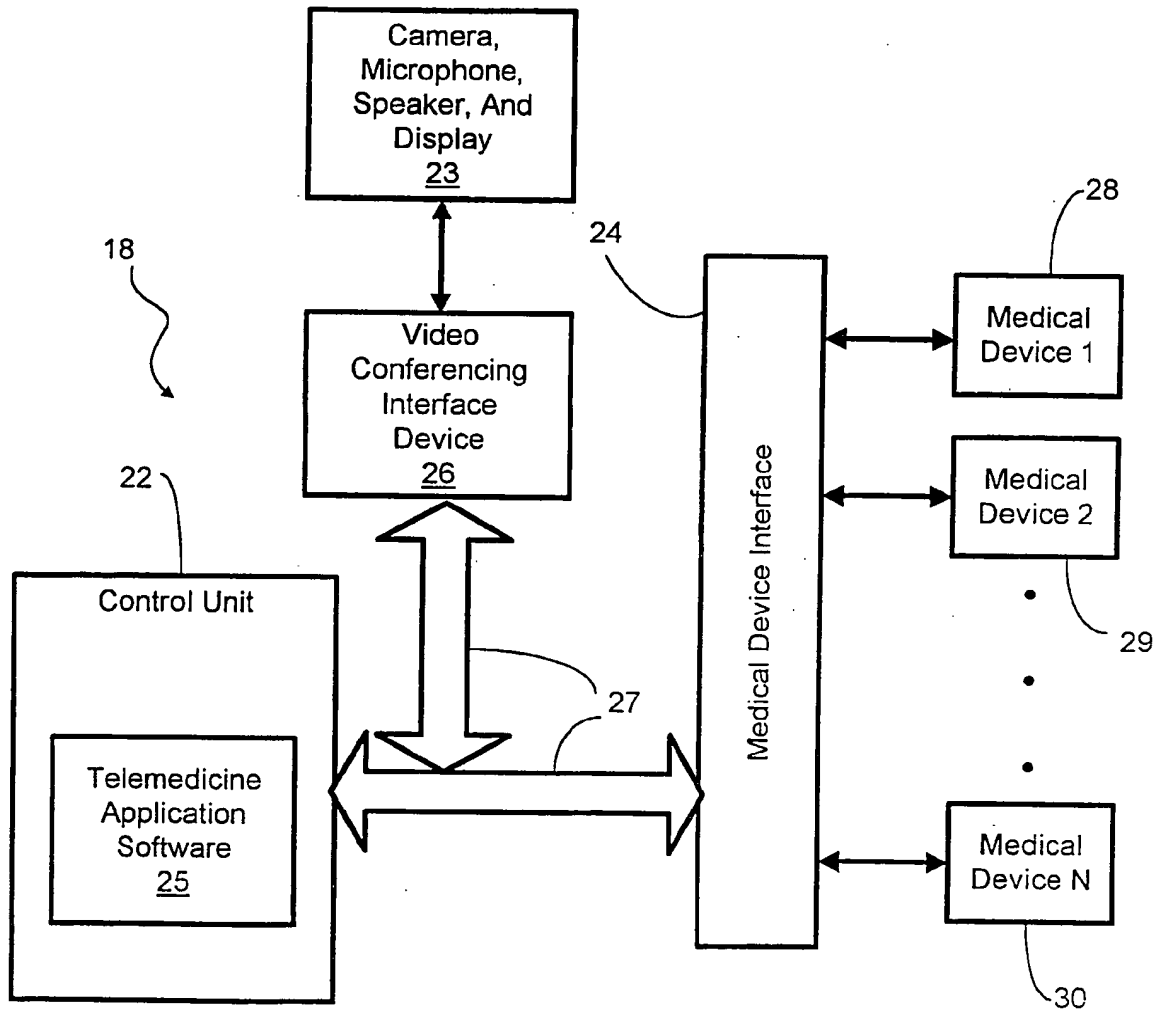 Camera,
Microphone,
Speaker, And
Display
23
18
24
28
Video
Conferencing
Interface
Device
26
Medical
Device 1
22
Medical Device Interface
Medical
Device 2
29
Control Unit
27
Telemedicine
Application
Software
25
Medical
Device N
30